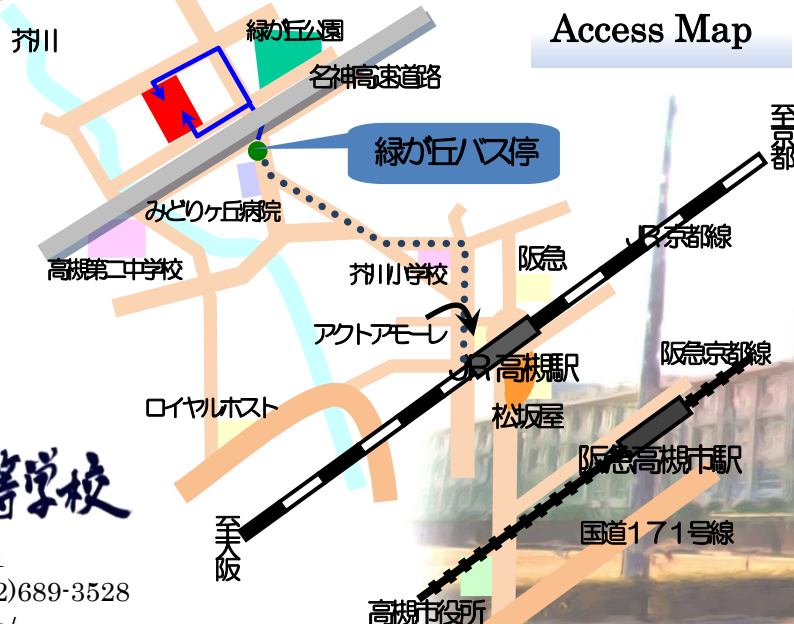 Access Map
芥川
緑が丘公園
名神高速道路
至京都
緑が丘バス停
みどりヶ丘病院
JR京都線
高槻第二中学校
芥川小学校
阪急
アクトアモーレ
JR高槻駅
阪急京都線
ロイヤルホスト
松坂屋
阪急高槻市駅
等学校
至大阪
国道171号線
2)689-3528
高槻市役所